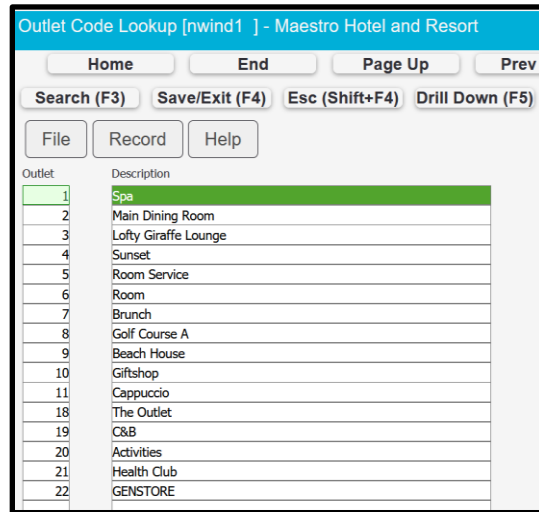 Outlet Code Lookup [nwind1  ] - Maestro Hotel and Resort
Home End Page Up Prev
Search (F3) Save/Exit (F4) Esc (Shift+F4) Drill Down (F5)
File Record Help
Outlet Description
1 Spa
2 Main Dining Room
3 Lofty Giraffe Lounge
4 Sunset
5 Room Service
6 Room
7 Brunch
8 Golf Course A
9 Beach House
10 Giftshop
11 Cappuccio
18 The Outlet
19 C&B
20 Activities
21 Health Club
22 GENSTORE